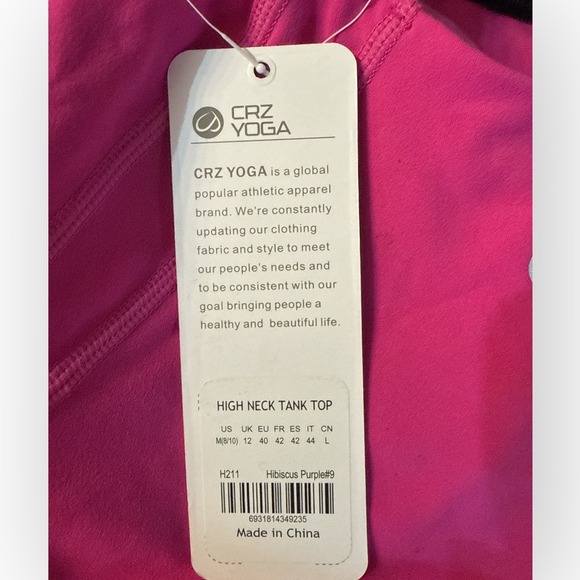 CRZ
YOGA
CRZ YOGA is a global
popular athletic apparel
brand. We're constantly
updating our clothing
fabric and style to meet
our people's needs and
to be consistent with our
goal bringing people a
healthy and beautiful life.
HIGH NECK TANK TOP
US UK EU FR ES IT CN
M(8/10) 12 40 42 42 44 L
H211 Hibiscus Purple#9
6931814349235
Made in China